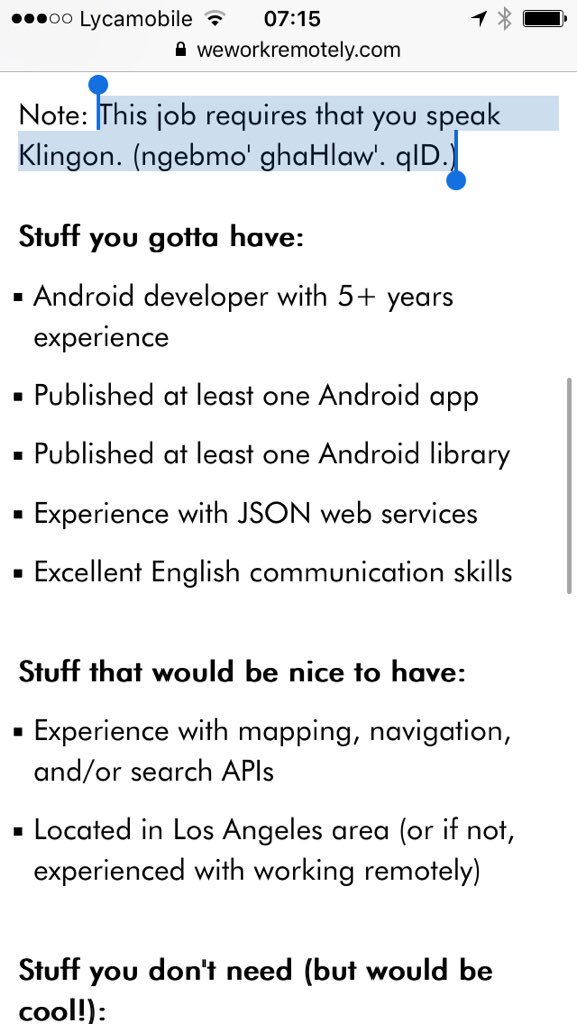 Lycamobile 07:15
weworkremotely.com
Note: This job requires that you speak
Klingon. (ngebmo' ghaHlaw'. qID.)
Stuff you gotta have:
▪ Android developer with 5+ years
experience
▪ Published at least one Android app
▪ Published at least one Android library
▪ Experience with JSON web services
▪ Excellent English communication skills
Stuff that would be nice to have:
▪ Experience with mapping, navigation,
and/or search APIs
▪ Located in Los Angeles area (or if not,
experienced with working remotely)
Stuff you don't need (but would be
cool!):